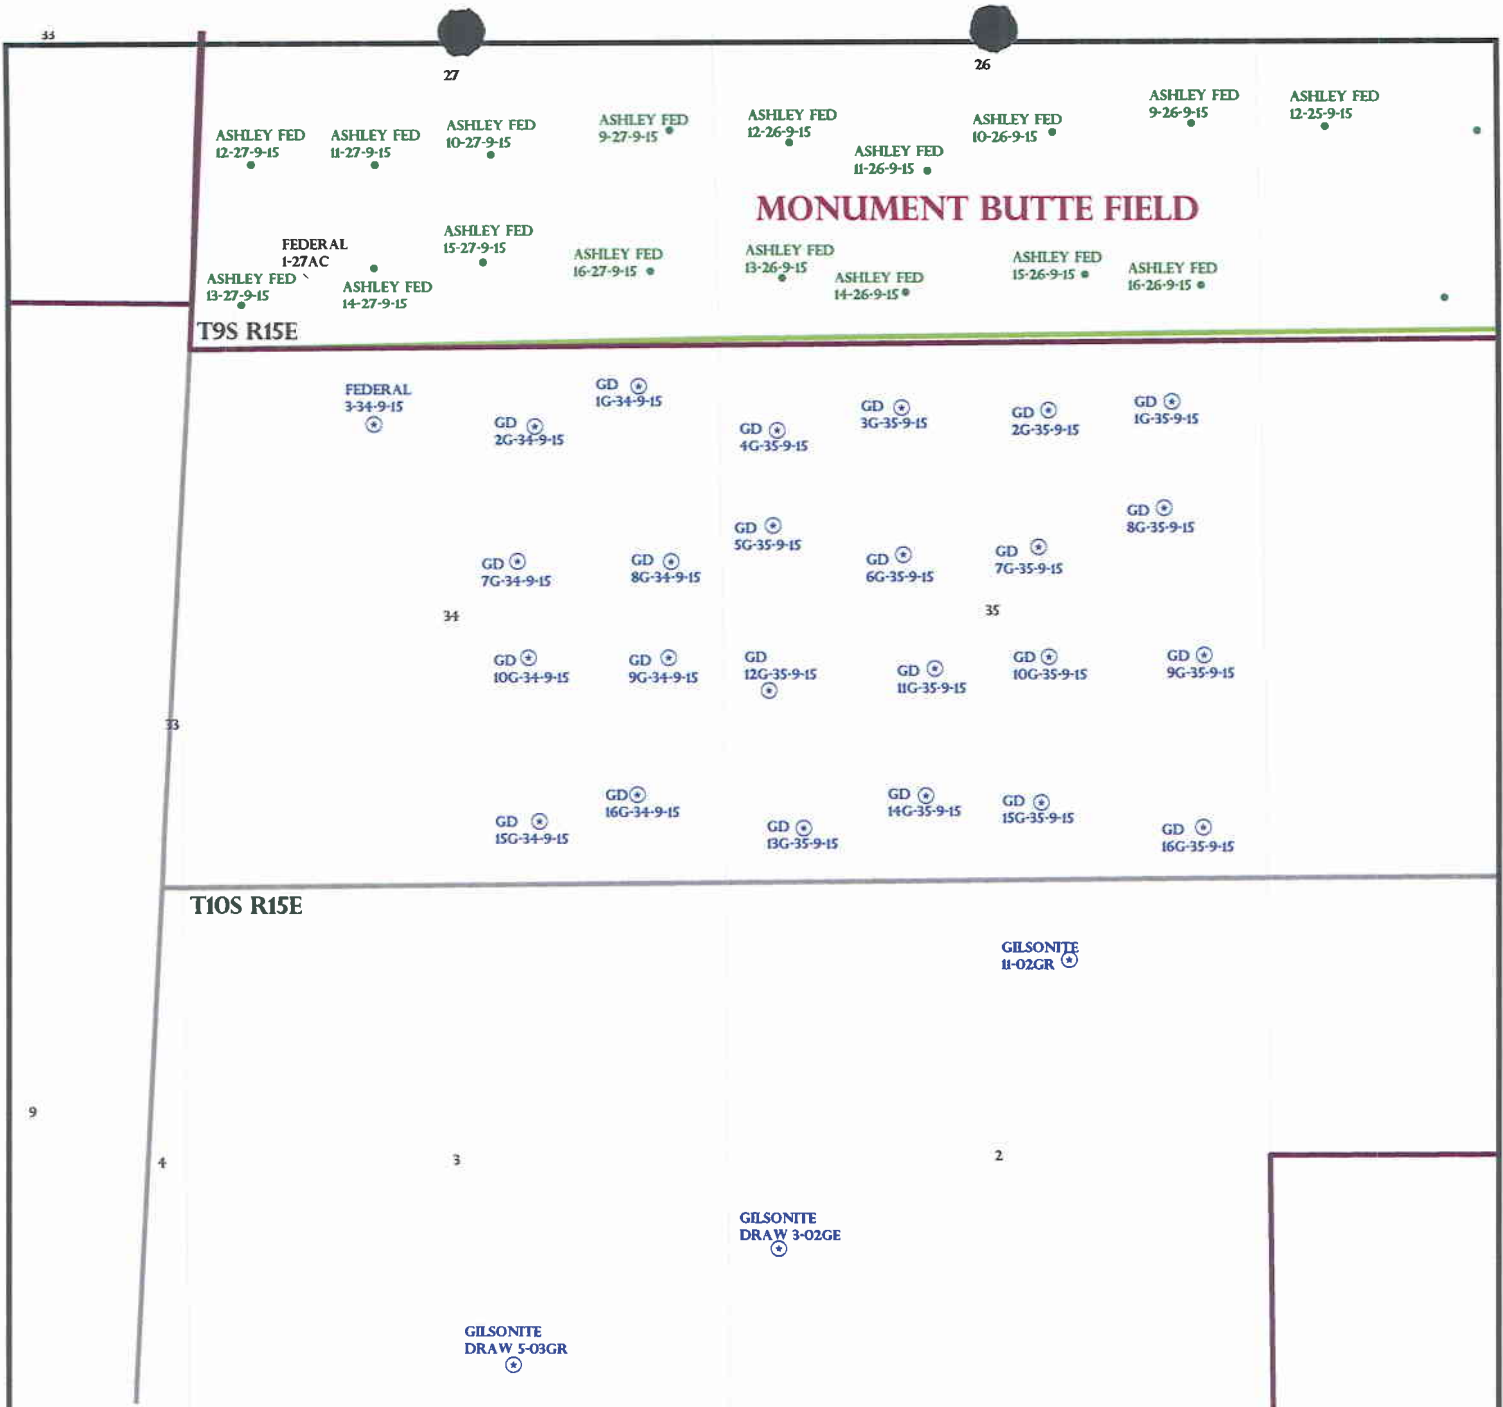 33
27
26
ASHLEY FED
12-27-9-15
ASHLEY FED
11-27-9-15
ASHLEY FED
10-27-9-15
ASHLEY FED
9-27-9-15
ASHLEY FED
12-26-9-15
ASHLEY FED
11-26-9-15
ASHLEY FED
10-26-9-15
ASHLEY FED
9-26-9-15
ASHLEY FED
12-25-9-15
MONUMENT BUTTE FIELD
FEDERAL
1-27AC
ASHLEY FED
13-27-9-15
ASHLEY FED
14-27-9-15
ASHLEY FED
15-27-9-15
ASHLEY FED
16-27-9-15
ASHLEY FED
13-26-9-15
ASHLEY FED
14-26-9-15
ASHLEY FED
15-26-9-15
ASHLEY FED
16-26-9-15
T9S R15E
FEDERAL
3-34-9-15
GD
2G-34-9-15
GD
1G-34-9-15
GD
4G-35-9-15
GD
3G-35-9-15
GD
2G-35-9-15
GD
1G-35-9-15
GD
7G-34-9-15
GD
8G-34-9-15
GD
5G-35-9-15
GD
6G-35-9-15
GD
7G-35-9-15
GD
8G-35-9-15
34
35
GD
10G-34-9-15
GD
9G-34-9-15
GD
12G-35-9-15
GD
11G-35-9-15
GD
10G-35-9-15
GD
9G-35-9-15
33
GD
15G-34-9-15
GD
16G-34-9-15
GD
13G-35-9-15
GD
14G-35-9-15
GD
15G-35-9-15
GD
16G-35-9-15
T10S R15E
GILSONITE
11-02GR
9
4
3
2
GILSONITE
DRAW 3-02GE
GILSONITE
DRAW 5-03GR